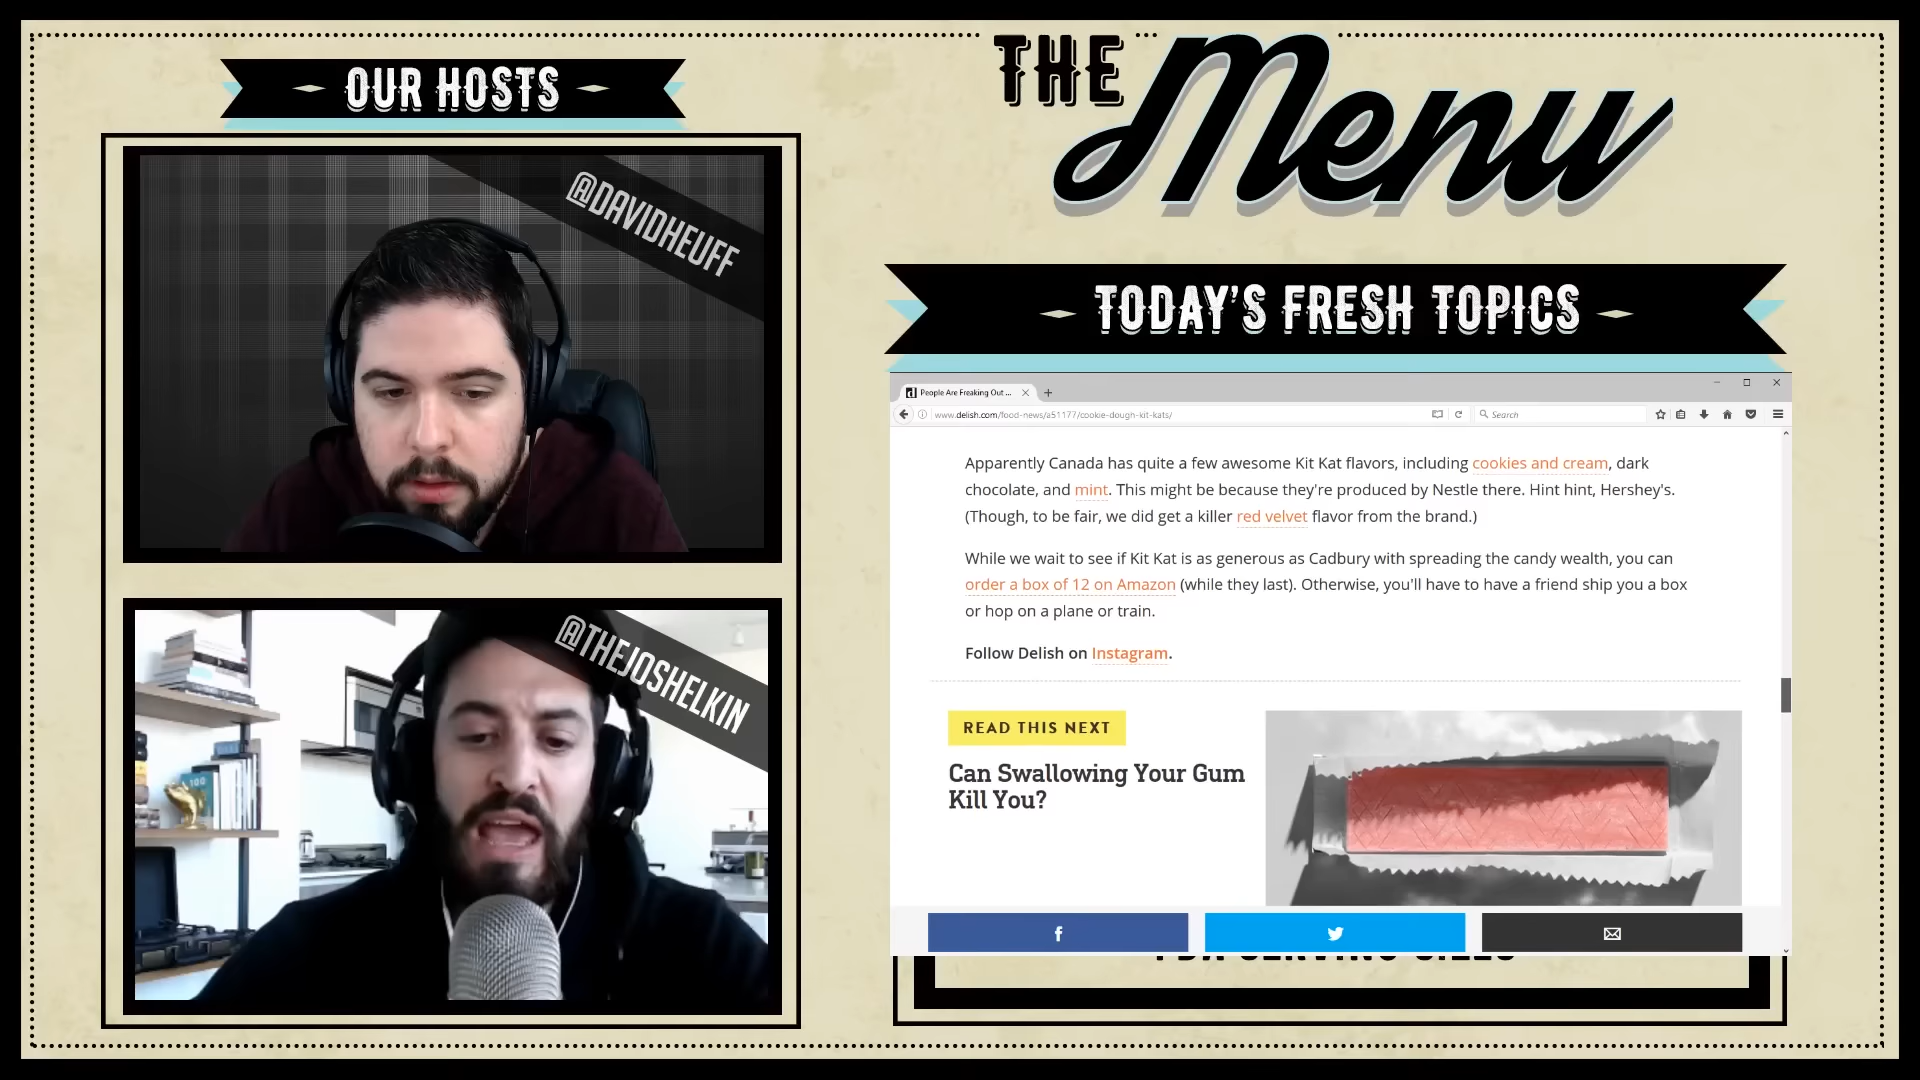 OUR HOSTS
@DAVIDHEUFF
@THEJOSHELKIN
THE Menu
TODAY'S FRESH TOPICS
People Are Freaking Out ...
www.delish.com/food-news/a51177/cookie-dough-kit-kats/
Search
Apparently Canada has quite a few awesome Kit Kat flavors, including cookies and cream, dark
chocolate, and mint. This might be because they're produced by Nestle there. Hint hint, Hershey's.
(Though, to be fair, we did get a killer red velvet flavor from the brand.)
While we wait to see if Kit Kat is as generous as Cadbury with spreading the candy wealth, you can
order a box of 12 on Amazon (while they last). Otherwise, you'll have to have a friend ship you a box
or hop on a plane or train.
Follow Delish on Instagram.
READ THIS NEXT
Can Swallowing Your Gum
Kill You?